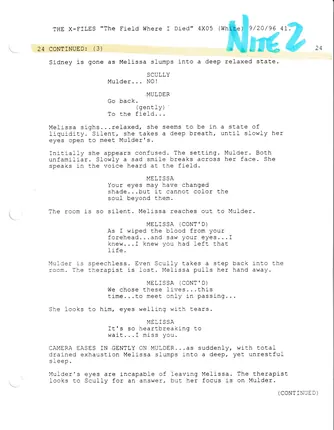 THE X-FILES "The Field Where I Died" 4X05 (White) 9/20/96 41.
NITE 2
24 CONTINUED: (3) 24
Sidney is gone as Melissa slumps into a deep relaxed state.
SCULLY
Mulder... NO!
MULDER
Go back.
(gently)
To the field...
Melissa sighs...relaxed, she seems to be in a state of
liquidity. Silent, she takes a deep breath, until slowly her
eyes open to meet Mulder's.
Initially she appears confused. The setting. Mulder. Both
unfamiliar. Slowly a sad smile breaks across her face. She
speaks in the voice heard at the field.
MELISSA
Your eyes may have changed
shade...but it cannot color the
soul beyond them.
The room is so silent. Melissa reaches out to Mulder.
MELISSA (CONT'D)
As I wiped the blood from your
forehead...and saw your eyes...I
knew...I knew you had left that
life.
Mulder is speechless. Even Scully takes a step back into the
room. The therapist is lost. Melissa pulls her hand away.
MELISSA (CONT'D)
We chose these lives...this
time...to meet only in passing...
She looks to him, eyes welling with tears.
MELISSA
It's so heartbreaking to
wait...I miss you.
CAMERA EASES IN GENTLY ON MULDER...as suddenly, with total
drained exhaustion Melissa slumps into a deep, yet unrestful
sleep.
Mulder's eyes are incapable of leaving Melissa. The therapist
looks to Scully for an answer, but her focus is on Mulder.
(CONTINUED)